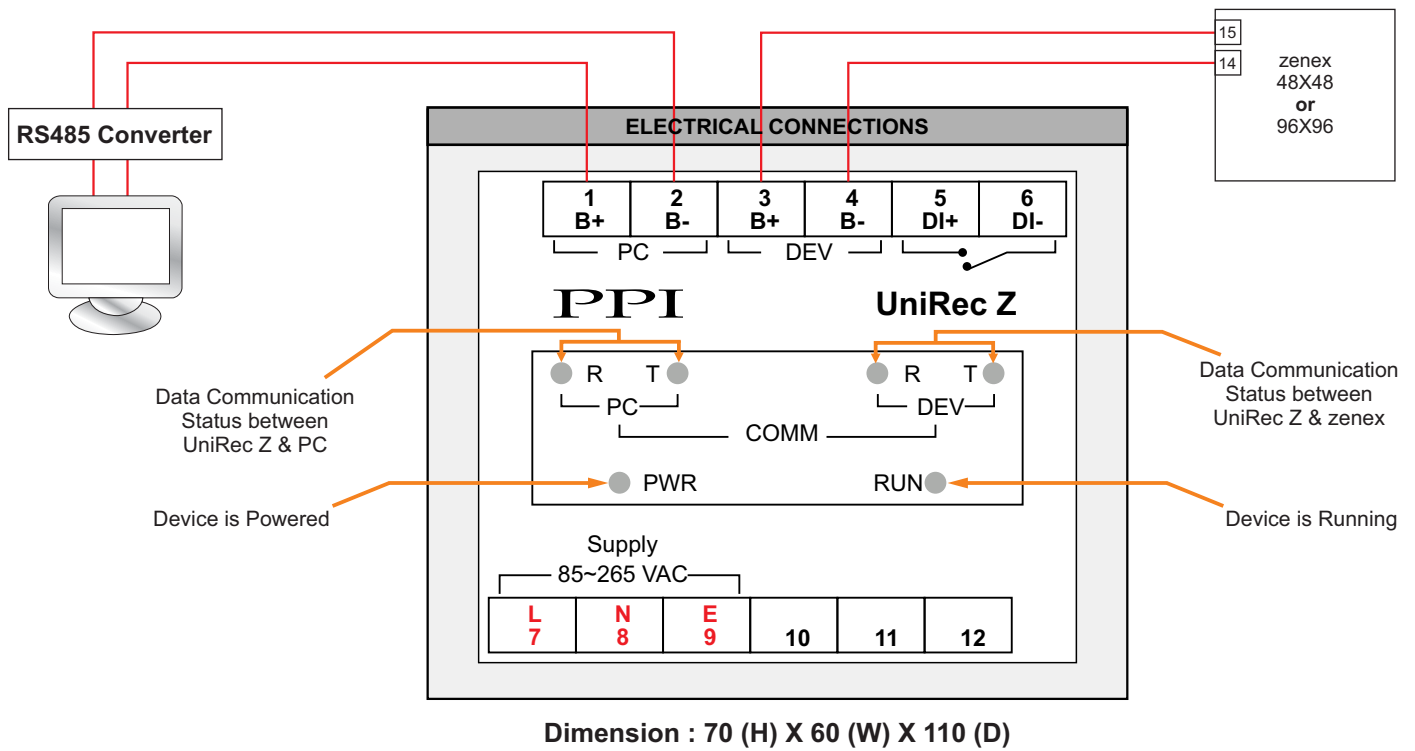 15
14
zenex
48X48
or
96X96
RS485 Converter
ELECTRICAL CONNECTIONS
1 2 3 4 5 6
B+ B- B+ B- DI+ DI-
PC DEV
PPI UniRec Z
R T R T
PC DEV
COMM
PWR RUN
Data Communication
Status between
UniRec Z & PC
Data Communication
Status between
UniRec Z & zenex
Device is Powered
Device is Running
Supply
85~265 VAC
L N E
7 8 9 10 11 12
Dimension : 70 (H) X 60 (W) X 110 (D)